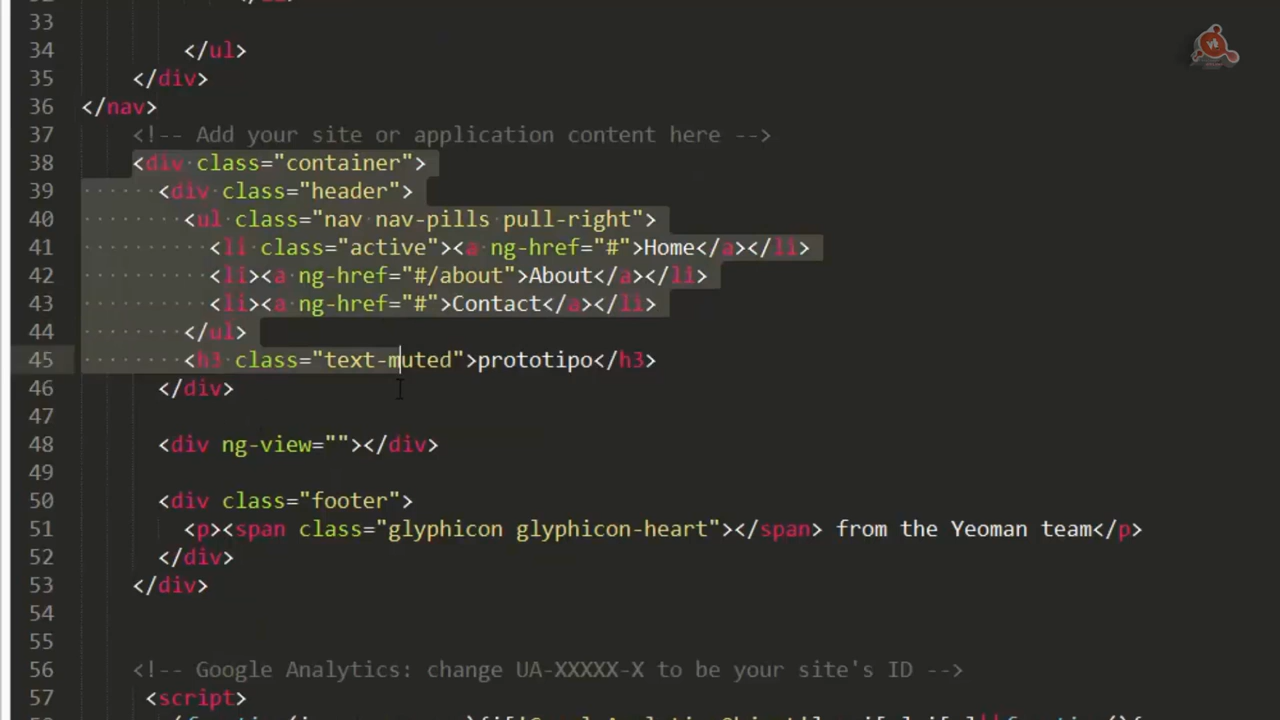 33
34 </ul>
35 </div>
36 </nav>
37 <!-- Add your site or application content here -->
38 <div class="container">
39 <div class="header">
40 <ul class="nav nav-pills pull-right">
41 <li class="active"><a ng-href="#">Home</a></li>
42 <li><a ng-href="#/about">About</a></li>
43 <li><a ng-href="#">Contact</a></li>
44 </ul>
45 <h3 class="text-muted">prototipo</h3>
46 </div>
47
48 <div ng-view=""></div>
49
50 <div class="footer">
51 <p><span class="glyphicon glyphicon-heart"></span> from the Yeoman team</p>
52 </div>
53 </div>
54
55
56 <!-- Google Analytics: change UA-XXXXX-X to be your site's ID -->
57 <script>